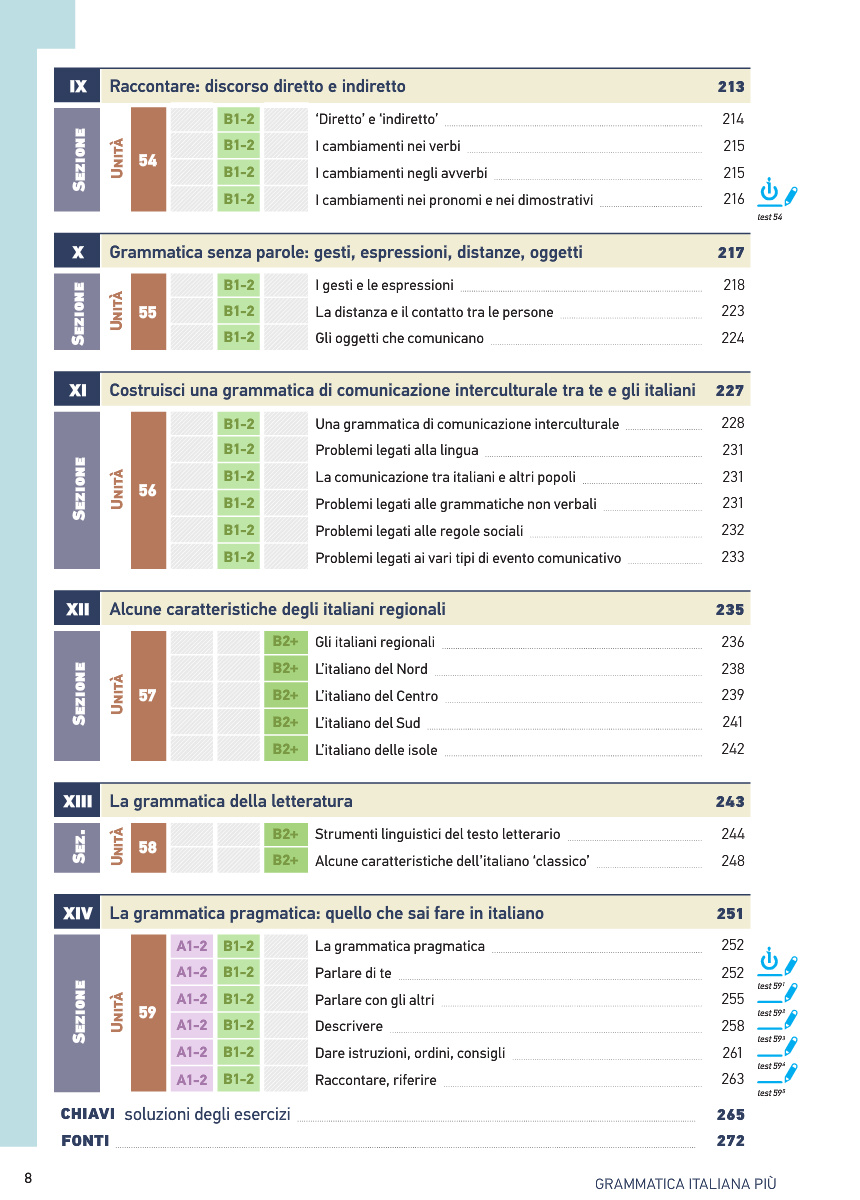 IX Raccontare: discorso diretto e indiretto 213
SEZIONE UNITÀ 54
B1-2 ‘Diretto’ e ‘indiretto’ 214
B1-2 I cambiamenti nei verbi 215
B1-2 I cambiamenti negli avverbi 215
B1-2 I cambiamenti nei pronomi e nei dimostrativi 216
test 54
X Grammatica senza parole: gesti, espressioni, distanze, oggetti 217
SEZIONE UNITÀ 55
B1-2 I gesti e le espressioni 218
B1-2 La distanza e il contatto tra le persone 223
B1-2 Gli oggetti che comunicano 224
XI Costruisci una grammatica di comunicazione interculturale tra te e gli italiani 227
SEZIONE UNITÀ 56
B1-2 Una grammatica di comunicazione interculturale 228
B1-2 Problemi legati alla lingua 231
B1-2 La comunicazione tra italiani e altri popoli 231
B1-2 Problemi legati alle grammatiche non verbali 231
B1-2 Problemi legati alle regole sociali 232
B1-2 Problemi legati ai vari tipi di evento comunicativo 233
XII Alcune caratteristiche degli italiani regionali 235
SEZIONE UNITÀ 57
B2+ Gli italiani regionali 236
B2+ L’italiano del Nord 238
B2+ L’italiano del Centro 239
B2+ L’italiano del Sud 241
B2+ L’italiano delle isole 242
XIII La grammatica della letteratura 243
SEZ. UNITÀ 58
B2+ Strumenti linguistici del testo letterario 244
B2+ Alcune caratteristiche dell’italiano ‘classico’ 248
XIV La grammatica pragmatica: quello che sai fare in italiano 251
SEZIONE UNITÀ 59
A1-2 B1-2 La grammatica pragmatica 252
A1-2 B1-2 Parlare di te 252
test 59¹
A1-2 B1-2 Parlare con gli altri 255
test 59²
A1-2 B1-2 Descrivere 258
test 59³
A1-2 B1-2 Dare istruzioni, ordini, consigli 261
test 59⁴
A1-2 B1-2 Raccontare, riferire 263
test 59⁵
CHIAVI soluzioni degli esercizi 265
FONTI 272
8
GRAMMATICA ITALIANA PIÙ